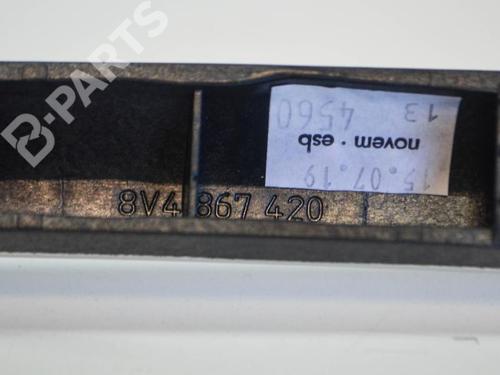 B-PARTS
15.07.19
novem · esb
4560
13
8V4 867 420